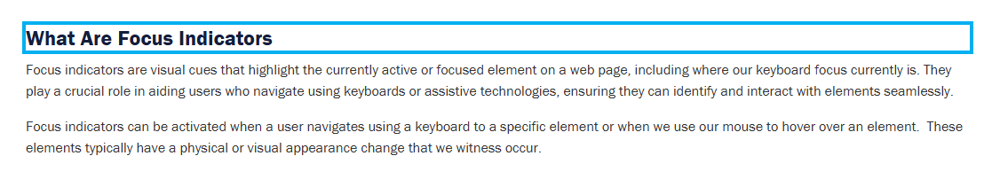 What Are Focus Indicators
Focus indicators are visual cues that highlight the currently active or focused element on a web page, including where our keyboard focus currently is. They
play a crucial role in aiding users who navigate using keyboards or assistive technologies, ensuring they can identify and interact with elements seamlessly.
Focus indicators can be activated when a user navigates using a keyboard to a specific element or when we use our mouse to hover over an element.  These
elements typically have a physical or visual appearance change that we witness occur.